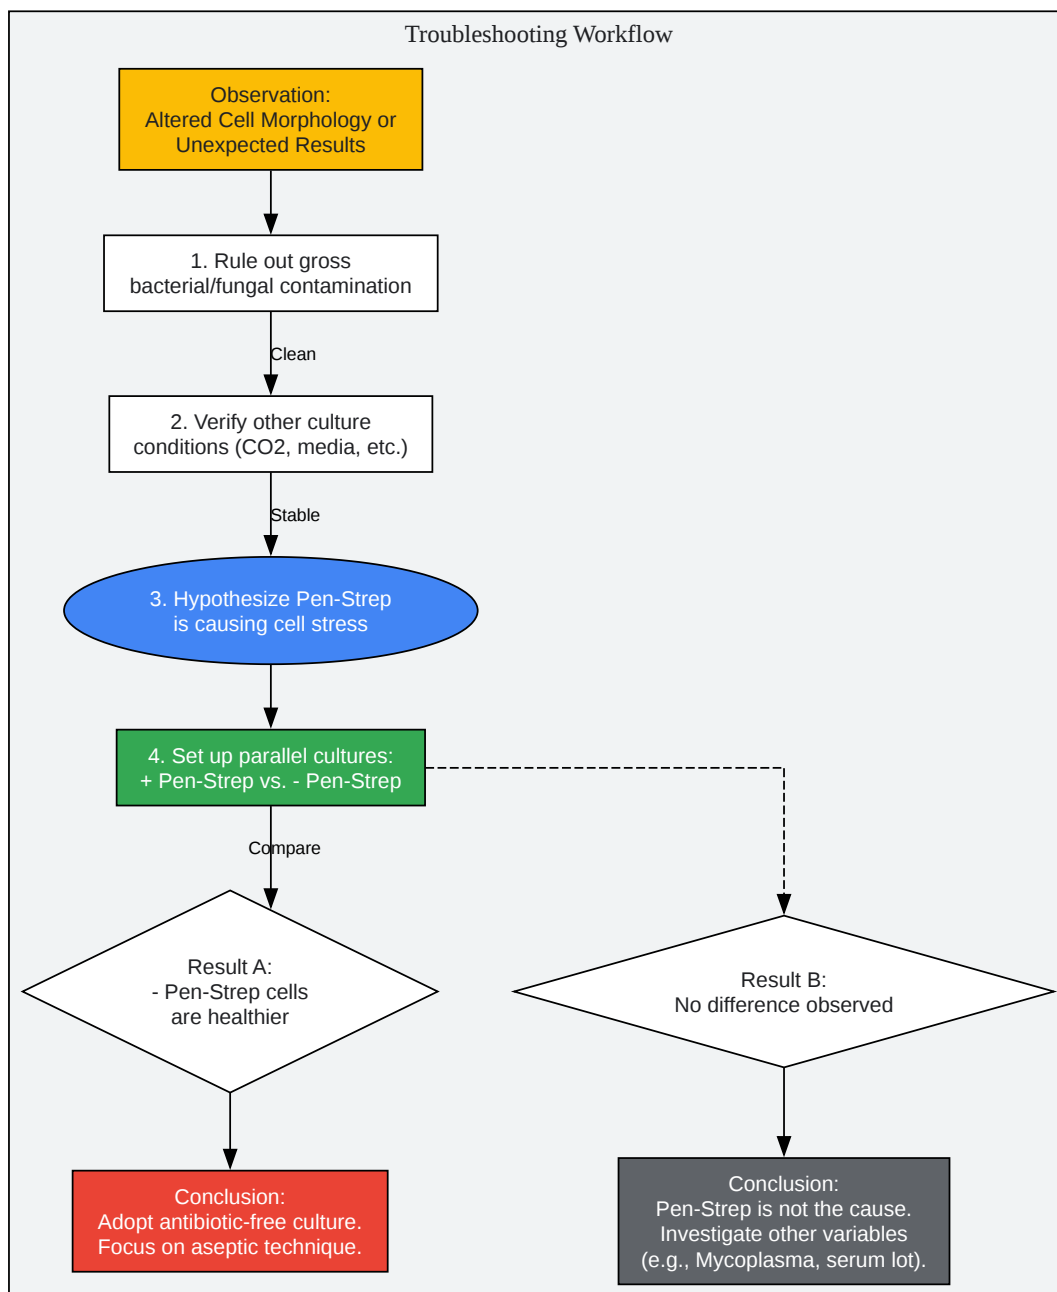 Troubleshooting Workflow
Observation:
Altered Cell Morphology or
Unexpected Results
1. Rule out gross
bacterial/fungal contamination
Clean
2. Verify other culture
conditions (CO2, media, etc.)
Stable
3. Hypothesize Pen-Strep
is causing cell stress
4. Set up parallel cultures:
+ Pen-Strep vs. - Pen-Strep
Compare
Result A:
- Pen-Strep cells
are healthier
Result B:
No difference observed
Conclusion:
Adopt antibiotic-free culture.
Focus on aseptic technique.
Conclusion:
Pen-Strep is not the cause.
Investigate other variables
(e.g., Mycoplasma, serum lot).